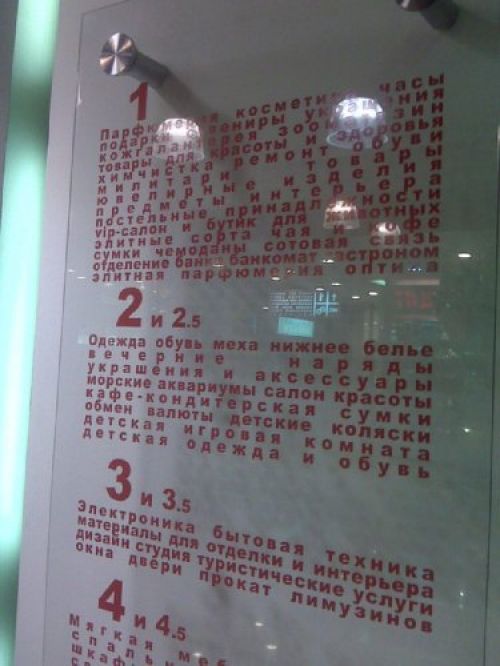 1
Парфюмерия косметика часы
подарки сувениры украшения
кожгалантерея зоомагазин
товары для красоты и здоровья
химчистка ремонт обуви
милитари товары
ювелирные изделия
предметы интерьера
постельные принадлежности
vip-салон и бутик для животных
элитные сорта чая и кофе
сумки чемоданы сотовая связь
отделение банка банкомат гастроном
элитная парфюмерия оптика
2 и 2.5
Одежда обувь меха нижнее белье
вечерние наряды
украшения и аксессуары
морские аквариумы салон красоты
кафе-кондитерская сумки
обмен валюты детские коляски
детская игровая комната
детская одежда и обувь
3 и 3.5
Электроника бытовая техника
материалы для отделки и интерьера
дизайн студия туристические услуги
окна двери прокат лимузинов
4 и 4.5
Мягкая